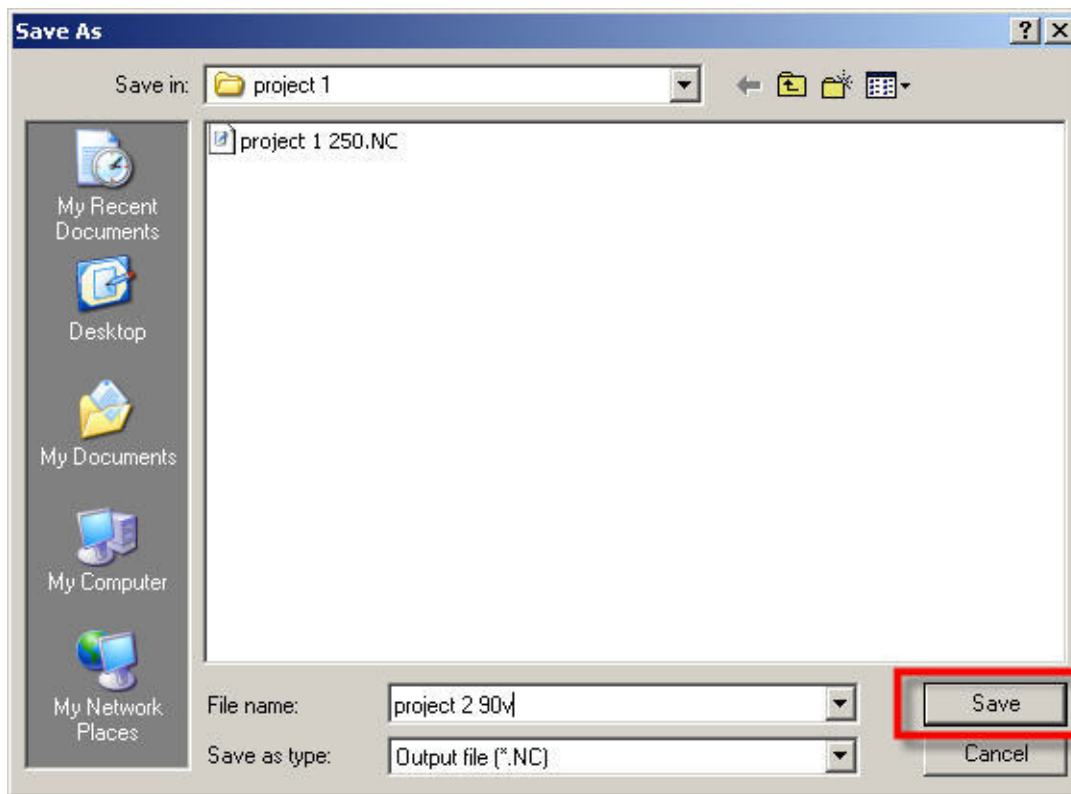 Save As
Save in:
project 1
project 1 250.NC
My Recent
Documents
Desktop
My Documents
My Computer
My Network
Places
File name:
project 2 90v
Save
Save as type:
Output file (*.NC)
Cancel